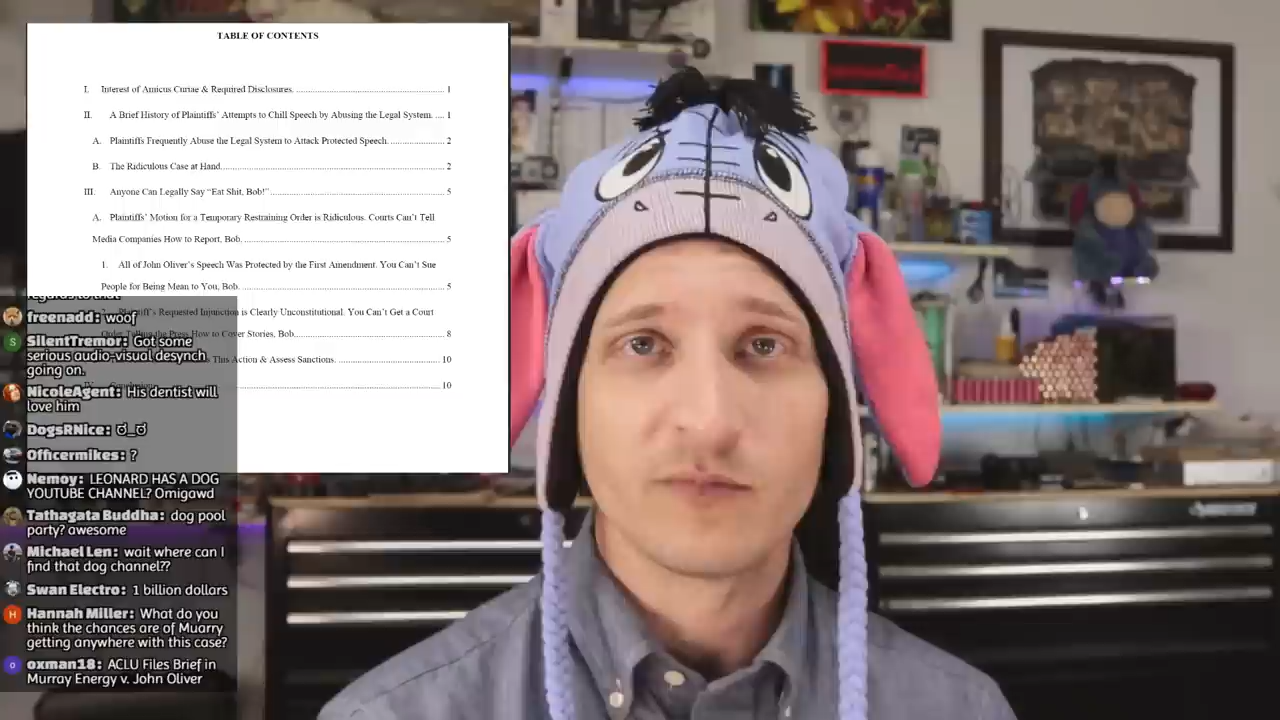 TABLE OF CONTENTS
I. Interest of Amicus Curiae & Required Disclosures. 1
II. A Brief History of Plaintiffs' Attempts to Chill Speech by Abusing the Legal System. 1
A. Plaintiffs Frequently Abuse the Legal System to Attack Protected Speech. 2
B. The Ridiculous Case at Hand. 2
III. Anyone Can Legally Say “Eat Shit, Bob!” 5
A. Plaintiffs' Motion for a Temporary Restraining Order is Ridiculous. Courts Can't Tell
Media Companies How to Report, Bob. 5
1. All of John Oliver's Speech Was Protected by the First Amendment. You Can't Sue
People for Being Mean to You, Bob. 5
Requested Injunction is Clearly Unconstitutional. You Can't Get a Court
Order Telling the Press How to Cover Stories, Bob. 8
This Action & Assess Sanctions. 10
10
regards to that
freenadd: woof
SilentTremor: Got some
serious audio-visual desynch
going on.
NicoleAgent: His dentist will
love him
DogsRNice: ಠ_ಠ
Officermikes: ?
Nemoy: LEONARD HAS A DOG
YOUTUBE CHANNEL? Omigawd
Tathagata Buddha: dog pool
party? awesome
Michael Len: wait where can I
find that dog channel??
Swan Electro: 1 billion dollars
Hannah Miller: What do you
think the chances are of Muarry
getting anywhere with this case?
oxman18: ACLU Files Brief in
Murray Energy v. John Oliver